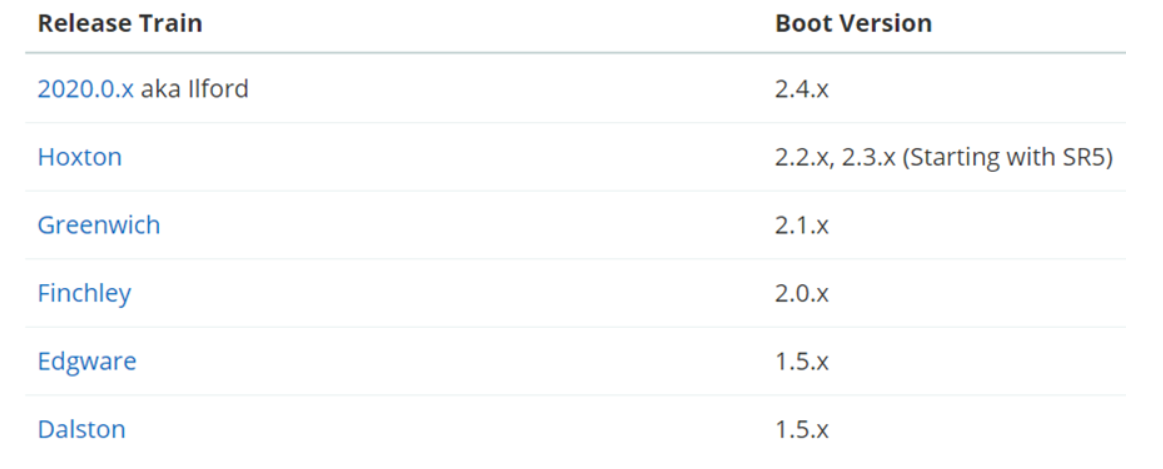 Release Train Boot Version
2020.0.x aka Ilford 2.4.x
Hoxton 2.2.x, 2.3.x (Starting with SR5)
Greenwich 2.1.x
Finchley 2.0.x
Edgware 1.5.x
Dalston 1.5.x